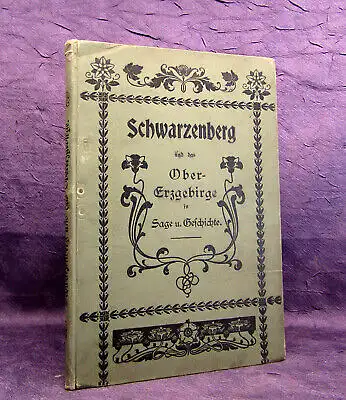 Schwarzenberg
und das
Ober-
Erzgebirge
in
Sage u. Geschichte.